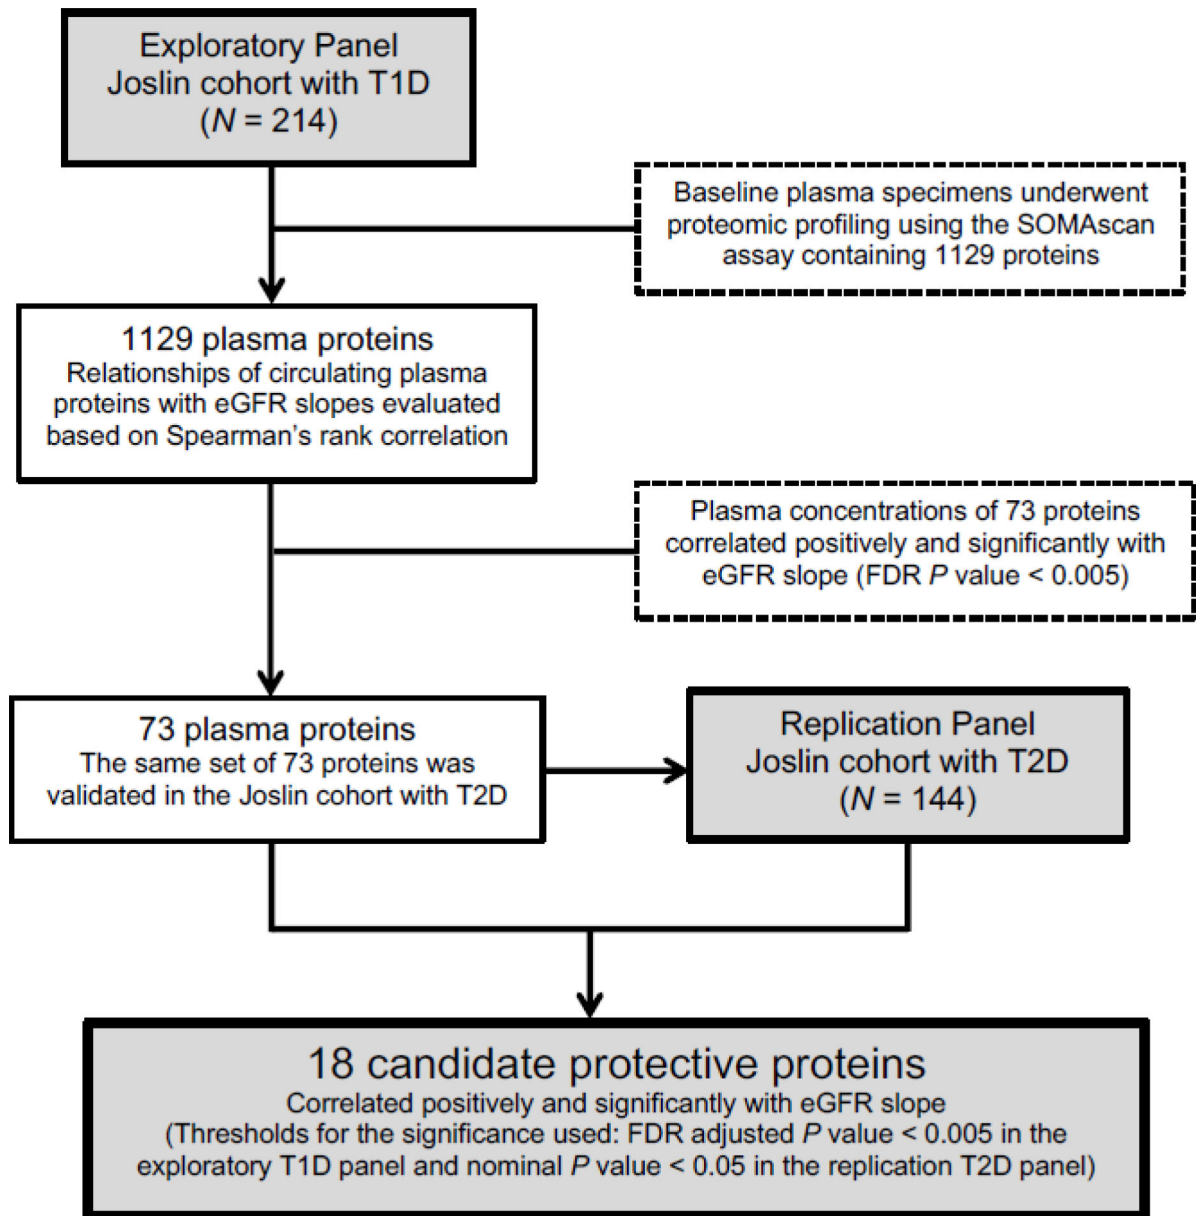 Exploratory Panel
Joslin cohort with T1D
(N = 214)
Baseline plasma specimens underwent
proteomic profiling using the SOMAscan
assay containing 1129 proteins
1129 plasma proteins
Relationships of circulating plasma
proteins with eGFR slopes evaluated
based on Spearman's rank correlation
Plasma concentrations of 73 proteins
correlated positively and significantly with
eGFR slope (FDR P value < 0.005)
73 plasma proteins
The same set of 73 proteins was
validated in the Joslin cohort with T2D
Replication Panel
Joslin cohort with T2D
(N = 144)
18 candidate protective proteins
Correlated positively and significantly with eGFR slope
(Thresholds for the significance used: FDR adjusted P value < 0.005 in the
exploratory T1D panel and nominal P value < 0.05 in the replication T2D panel)